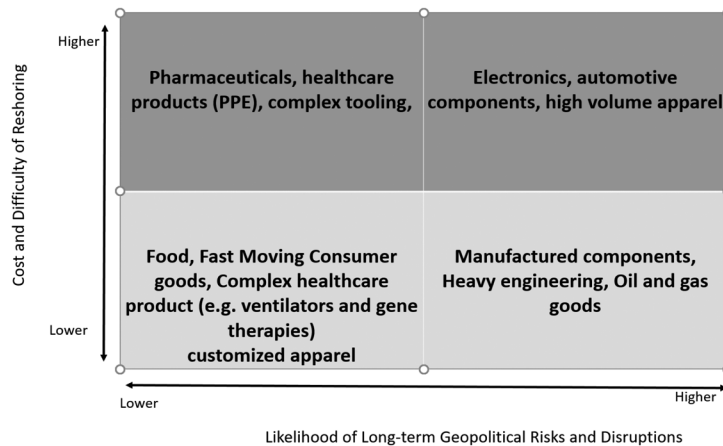 Higher
Cost and Difficulty of Reshoring
Lower
Pharmaceuticals, healthcare
products (PPE), complex tooling,
Electronics, automotive
components, high volume apparel
Food, Fast Moving Consumer
goods, Complex healthcare
product (e.g. ventilators and gene
therapies)
customized apparel
Manufactured components,
Heavy engineering, Oil and gas
goods
Lower
Higher
Likelihood of Long-term Geopolitical Risks and Disruptions